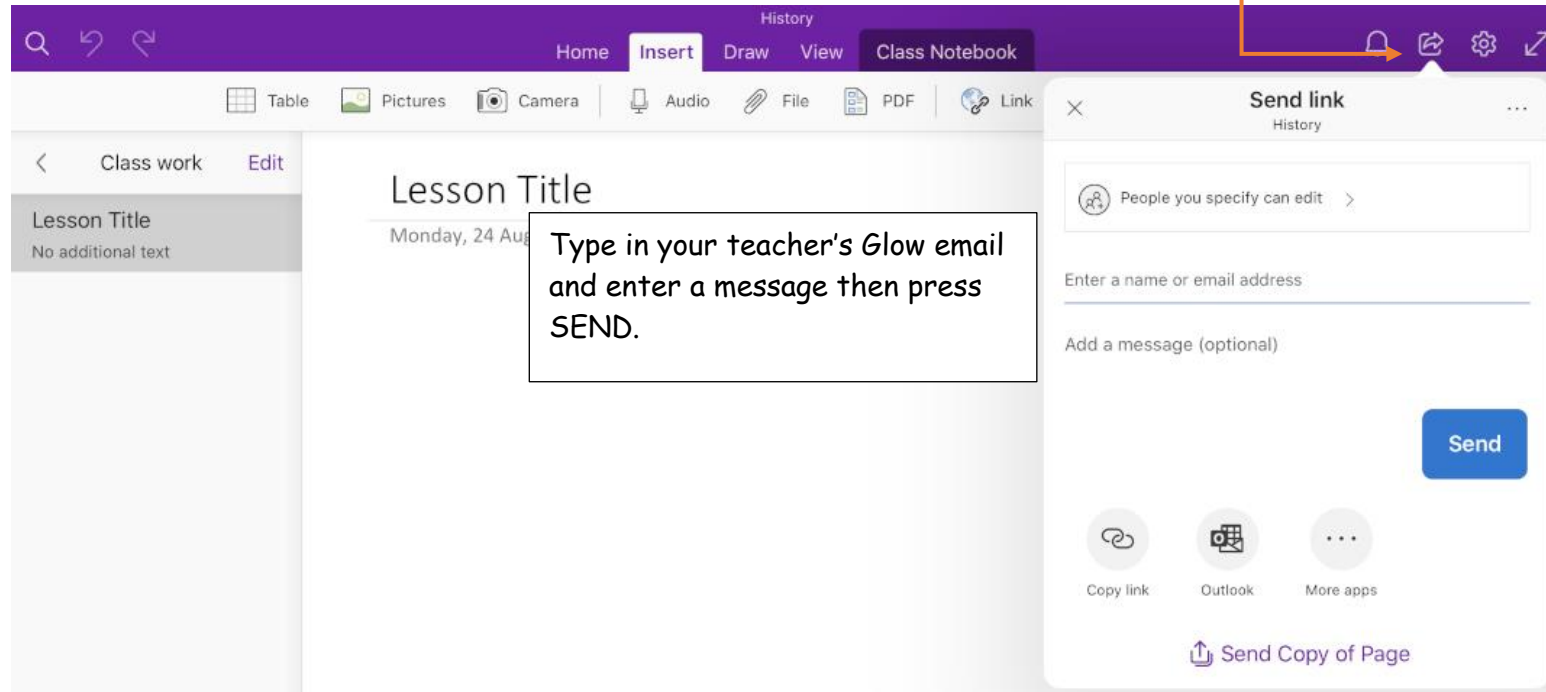 History
Home Insert Draw View Class Notebook
Table Pictures Camera Audio File PDF Link
Class work Edit
Lesson Title
No additional text
Lesson Title
Monday, 24 Aug
Type in your teacher's Glow email
and enter a message then press
SEND.
Send link
History
People you specify can edit
Enter a name or email address
Add a message (optional)
Send
Copy link Outlook More apps
Send Copy of Page